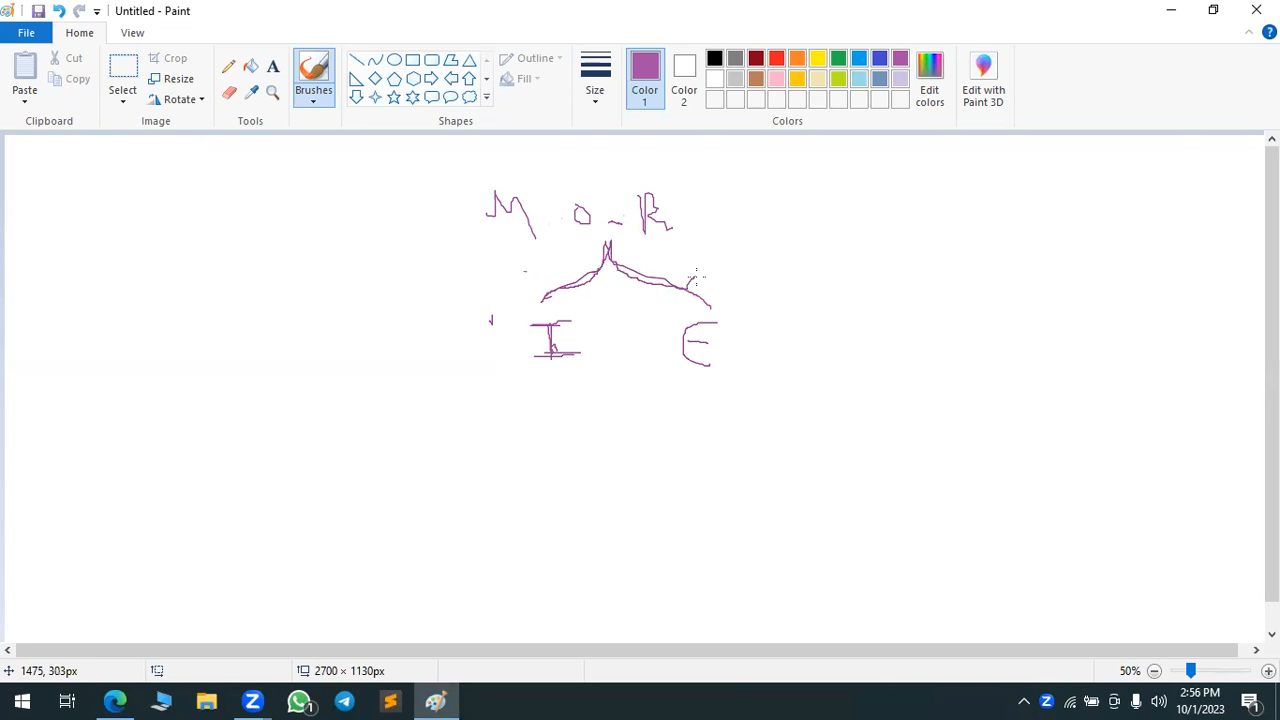 Untitled - Paint
File Home View
Paste
Cut
Copy
Clipboard
Select
Crop
Resize
Rotate
Image
A
Tools
Brushes
Outline
Fill
Shapes
Size
Color 1
Color 2
Edit colors
Edit with Paint 3D
Colors
M . O - R
I E
1475, 303px
2700 × 1130px
50%
2:56 PM
10/1/2023